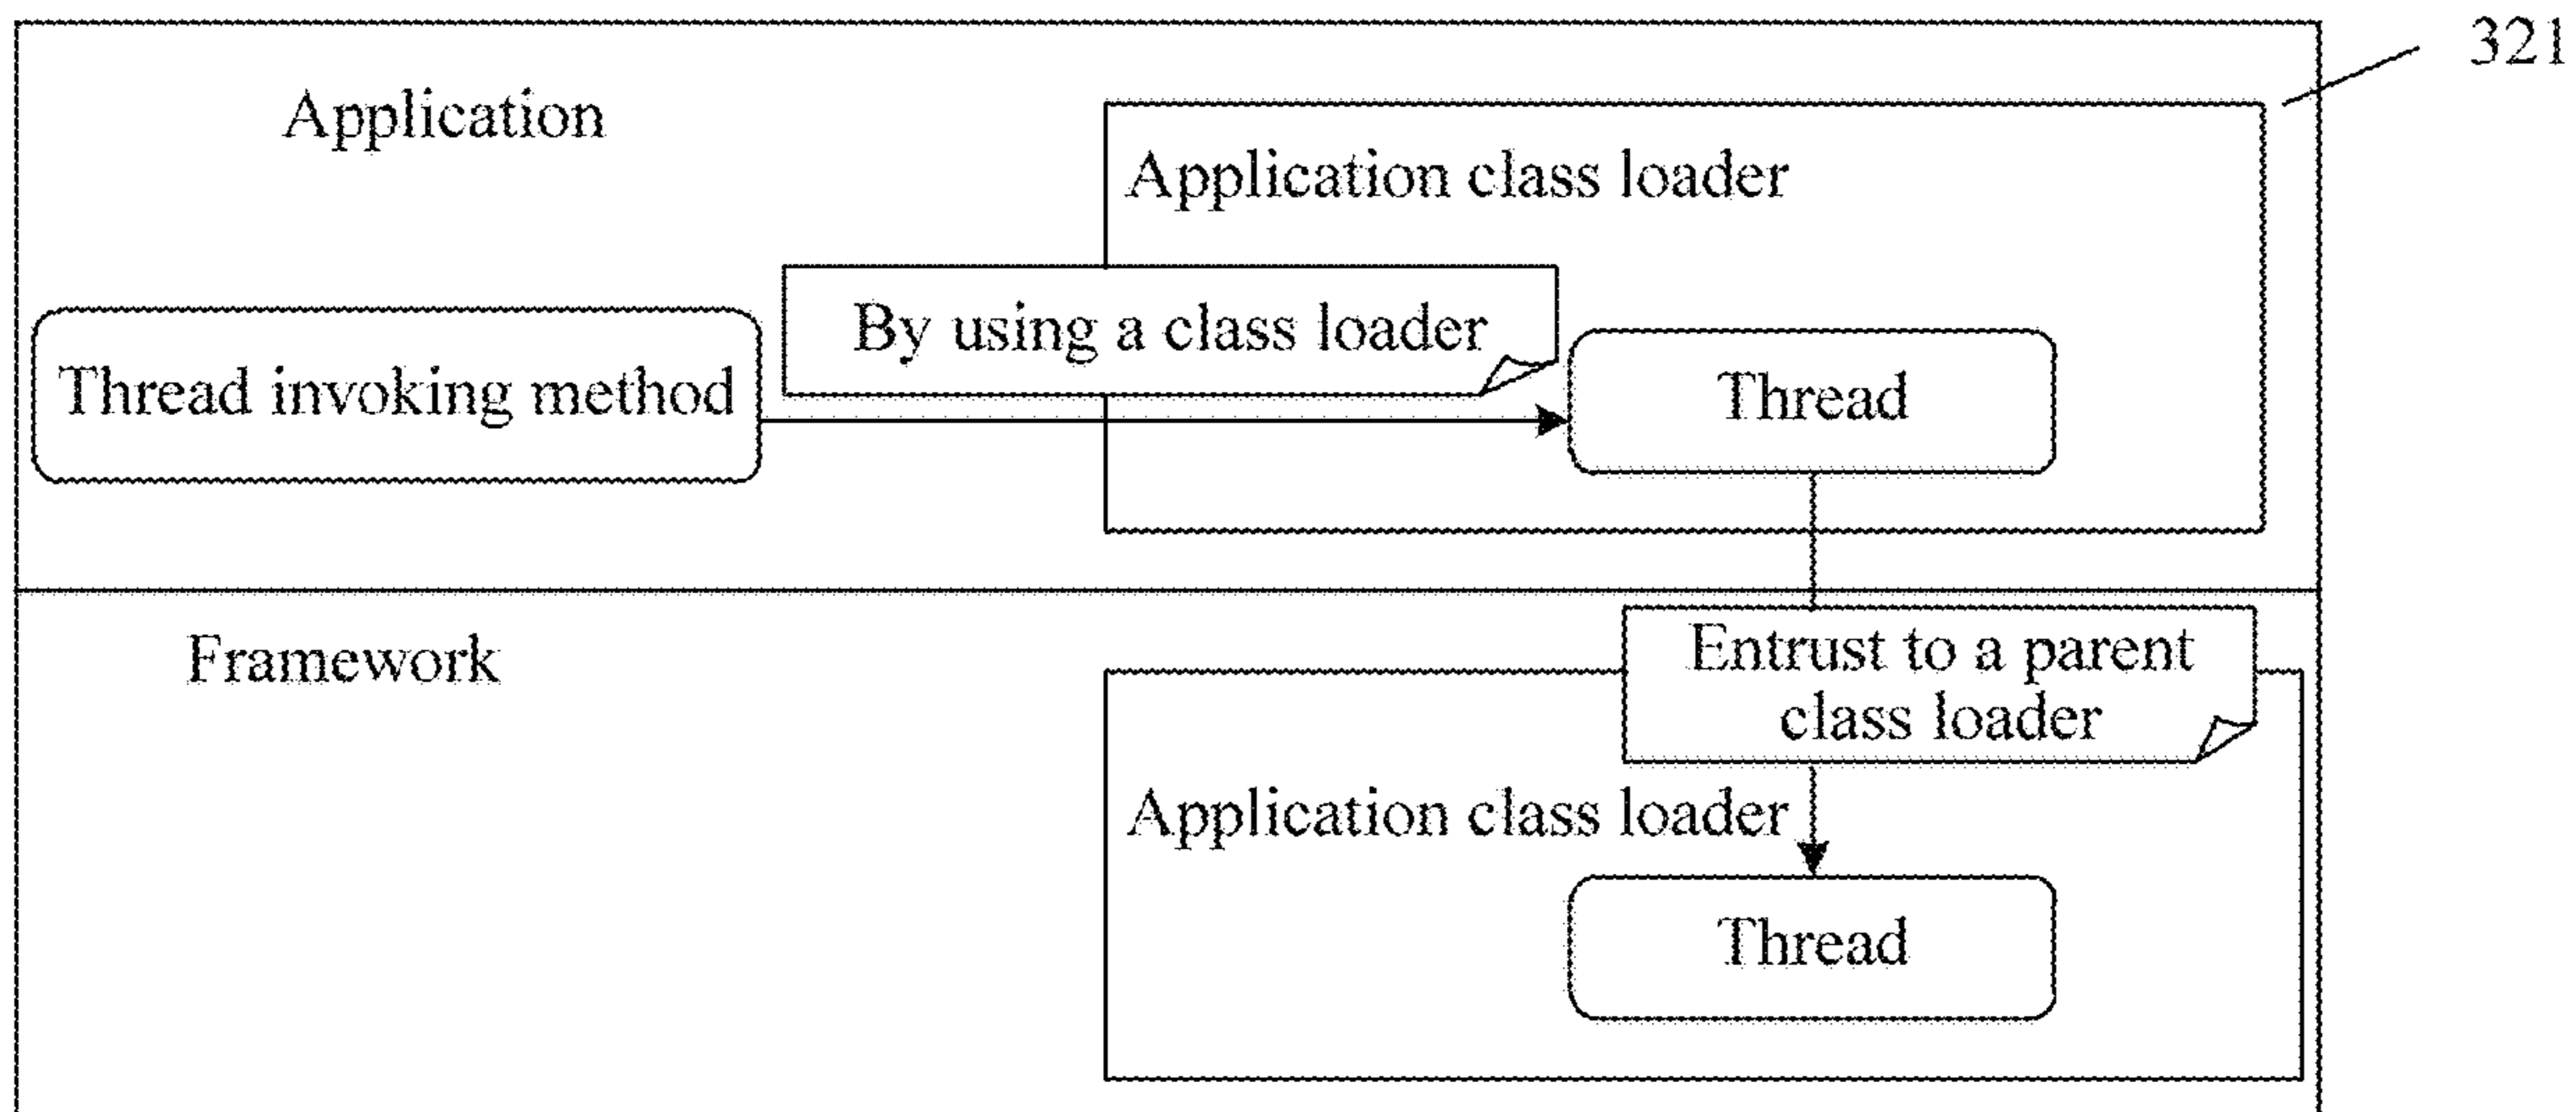 321
Application
Application class loader
By using a class loader
Thread invoking method
Thread
Framework
Entrust to a parent
class loader
Application class loader
Thread